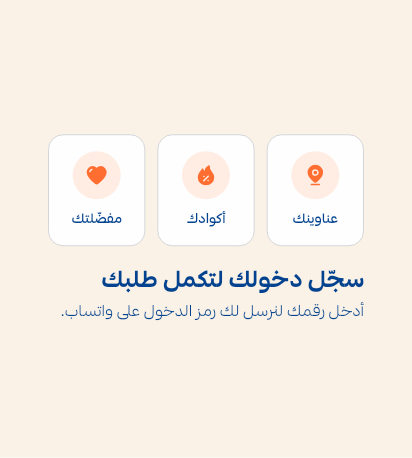 عناوينك
أكوادك
مفضّلتك
سجّل دخولك لتكمل طلبك
أدخل رقمك لنرسل لك رمز الدخول على واتساب.